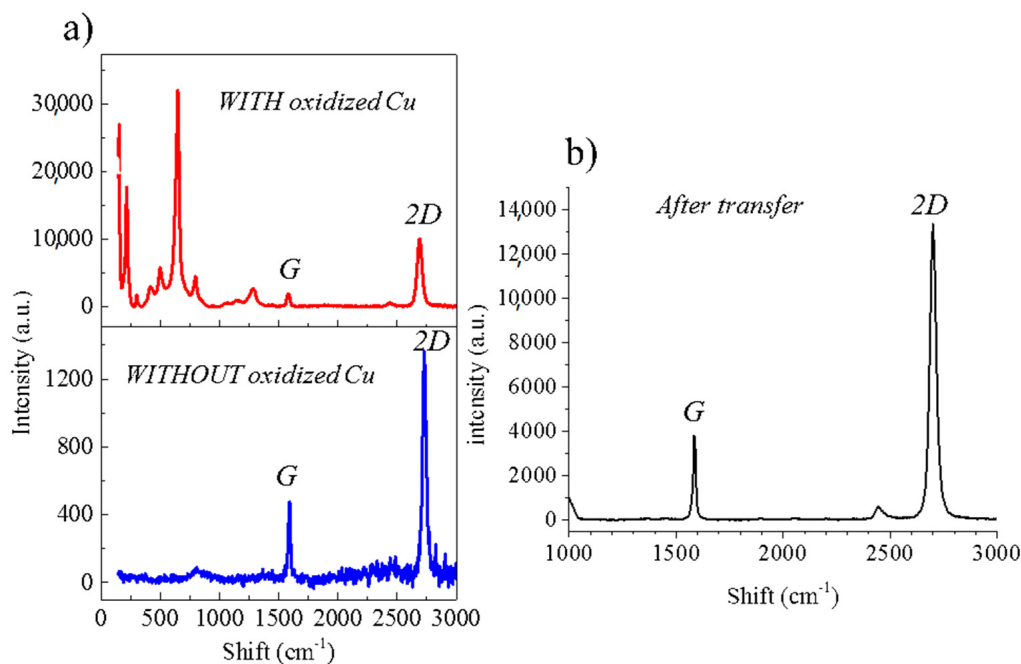 a)
WITH oxidized Cu
30,000
20,000
10,000
0
G
2D
WITHOUT oxidized Cu
1200
800
400
0
G
2D
Intensity (a.u.)
0 500 1000 1500 2000 2500 3000
Shift (cm-1)
b)
After transfer
14,000
12,000
10,000
8000
6000
4000
2000
0
G
2D
intensity (a.u.)
1000 1500 2000 2500 3000
Shift (cm-1)